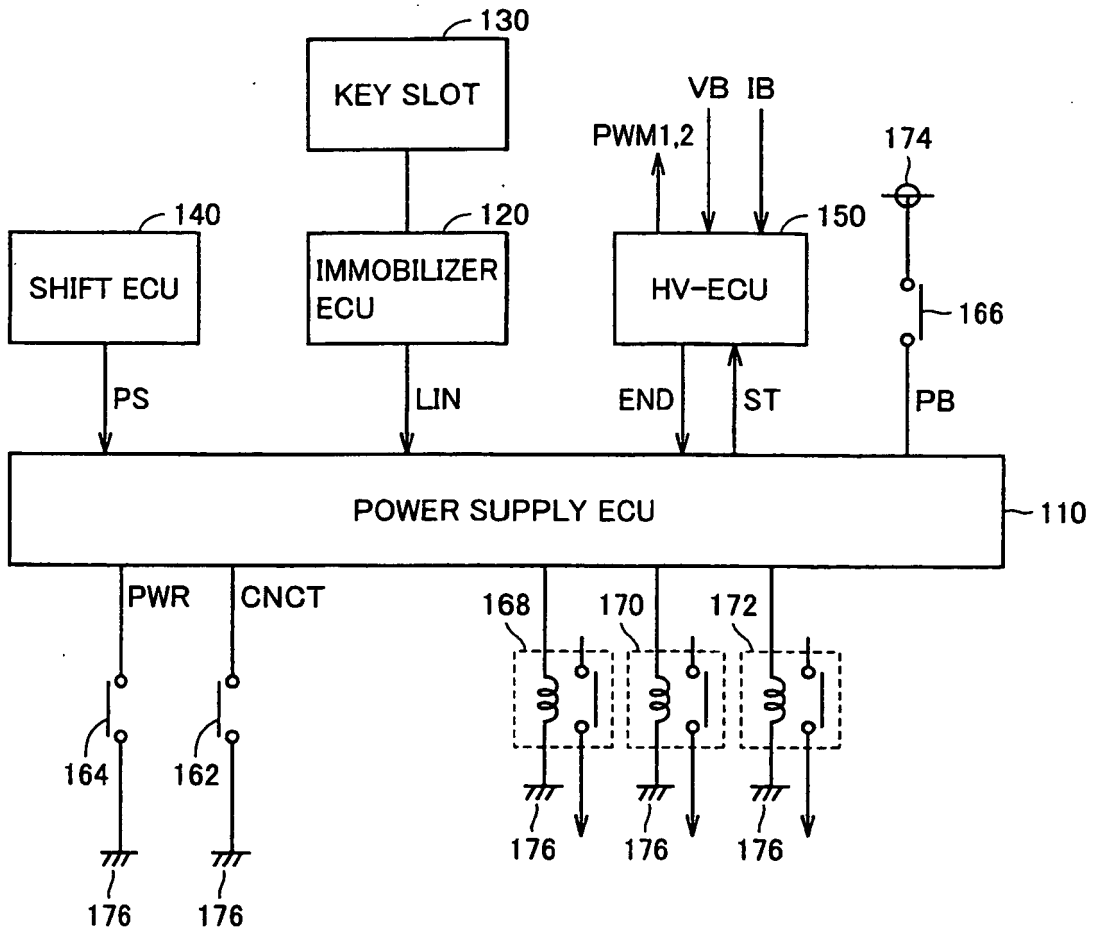 130
KEY SLOT
VB IB
PWM1,2
174
140
120
150
SHIFT ECU
IMMOBILIZER
ECU
HV-ECU
166
PS
LIN
END
ST
PB
POWER SUPPLY ECU
110
PWR
CNCT
168
170
172
164
162
176
176
176
176
176